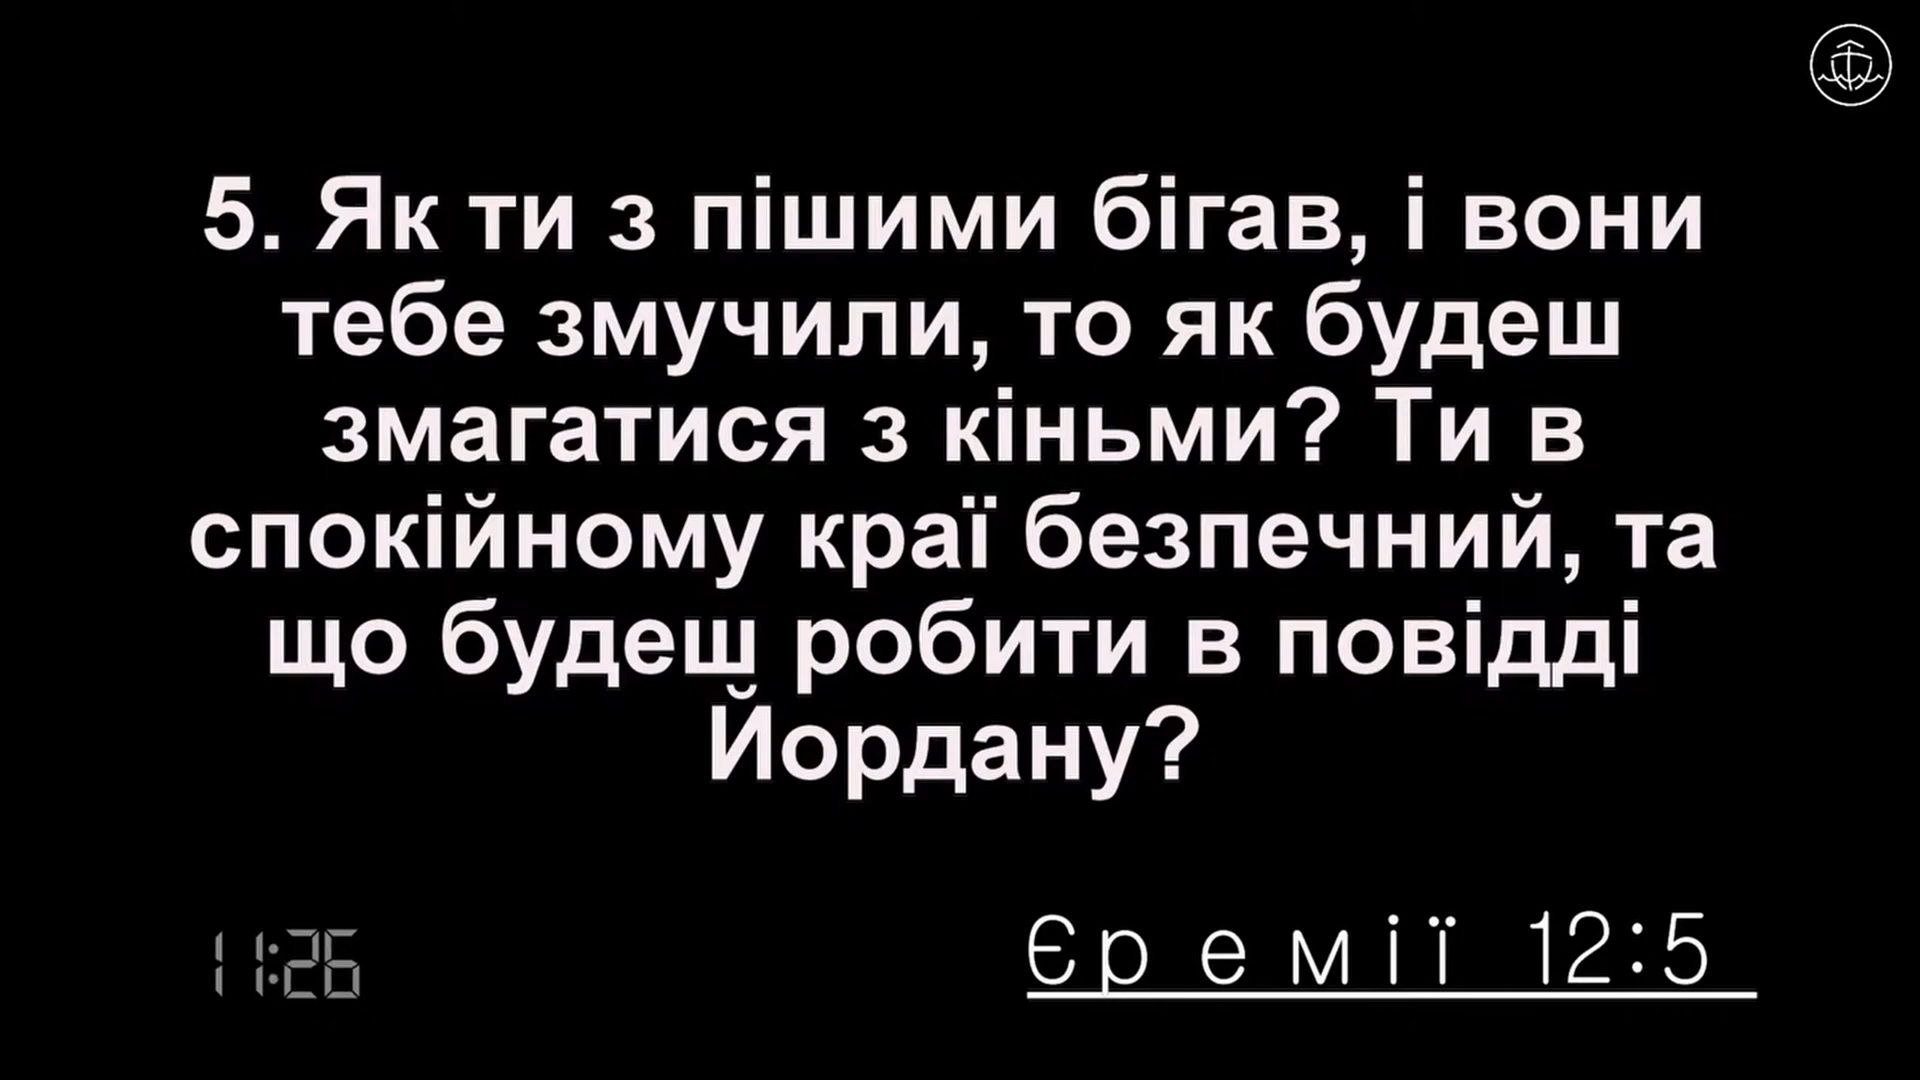 5. Як ти з пішими бігав, і вони
тебе змучили, то як будеш
змагатися з кіньми? Ти в
спокійному краї безпечний, та
що будеш робити в повідді
Йордану?
11:26
Єремії 12:5